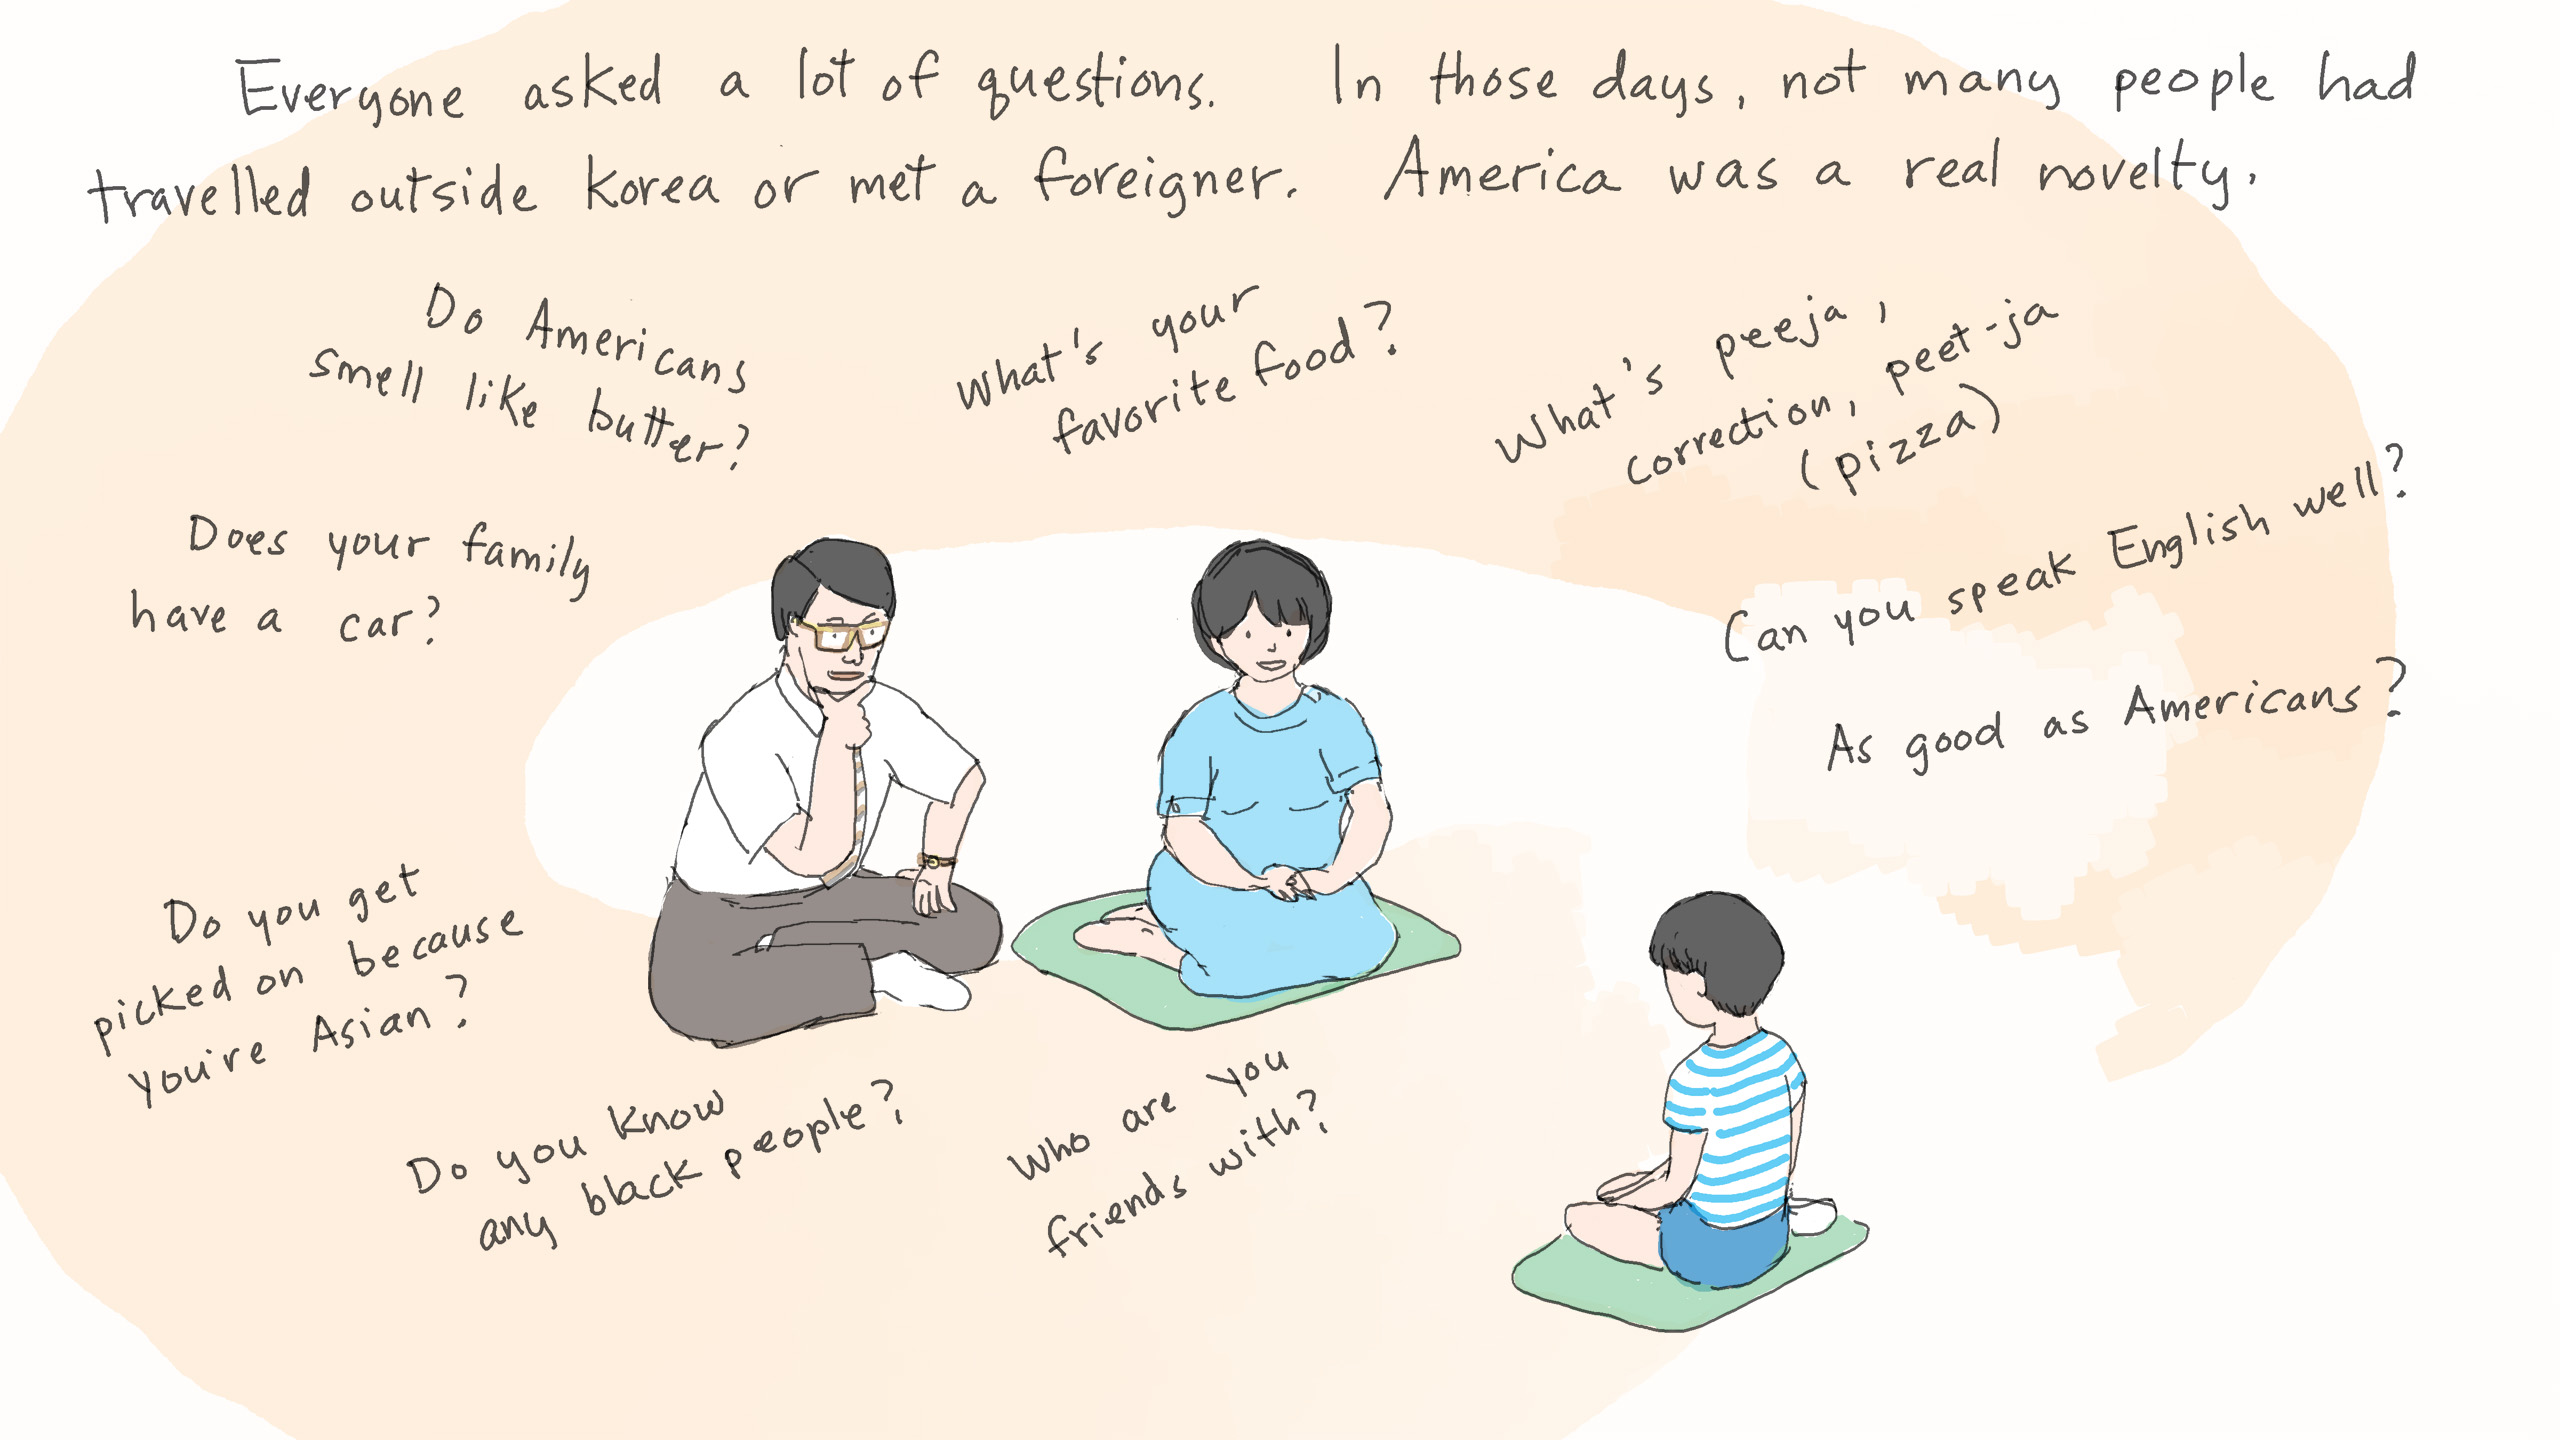 Everyone asked a lot of questions. In those days, not many people had
travelled outside Korea or met a foreigner. America was a real novelty.
Do Americans
smell like butter?
What's your
favorite food?
What's peeja,
correction, peet-ja
(pizza)
Does your family
have a car?
Can you speak English well?
As good as Americans?
Do you get
picked on because
you're Asian?
Do you know
any black people?
Who are you
friends with?